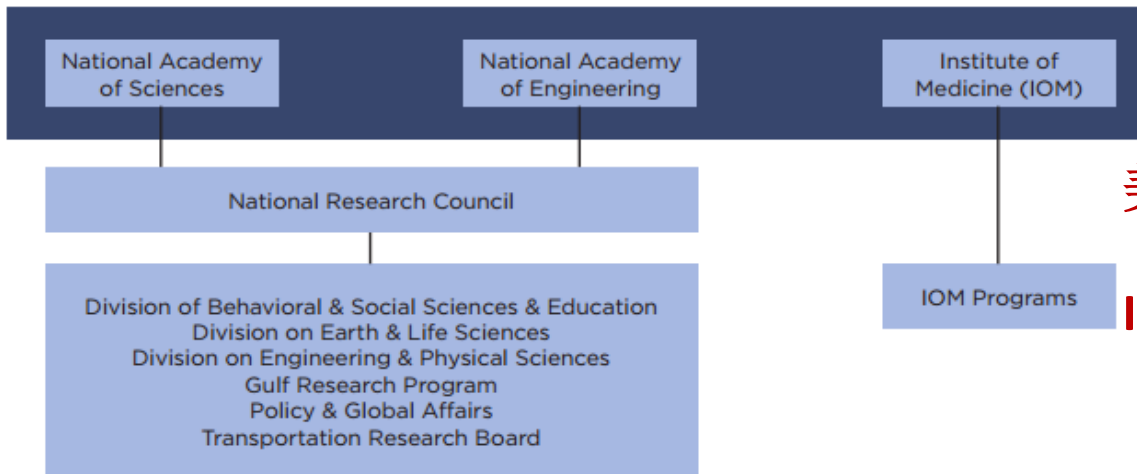 National Academy
of Sciences
National Academy
of Engineering
Institute of
Medicine (IOM)
National Research Council
Division of Behavioral & Social Sciences & Education
Division on Earth & Life Sciences
Division on Engineering & Physical Sciences
Gulf Research Program
Policy & Global Affairs
Transportation Research Board
IOM Programs